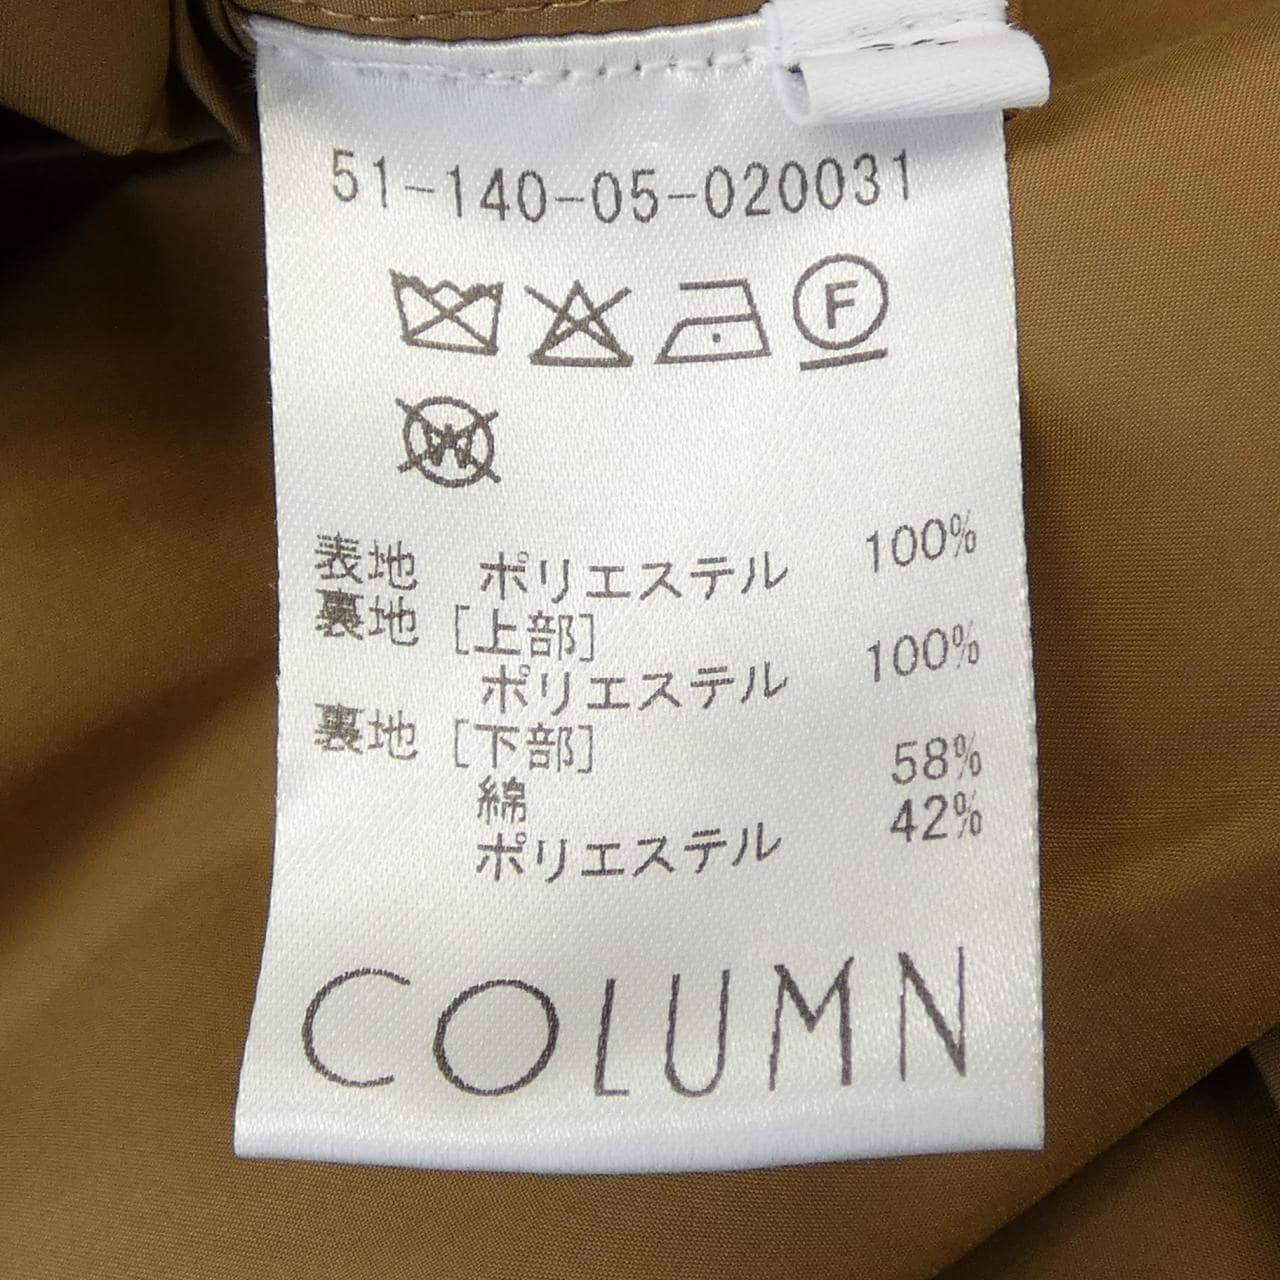 51-140-05-020031
F
W
表地 ポリエステル 100%
裏地 [上部]
ポリエステル 100%
裏地 [下部]
綿 58%
ポリエステル 42%
COLUMN